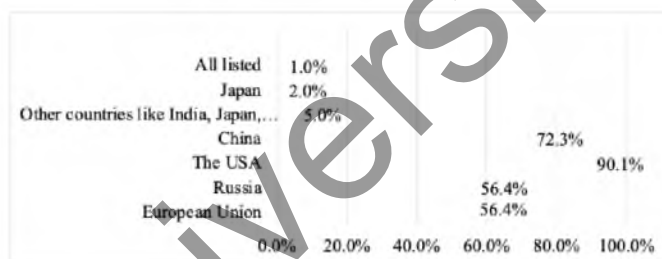 All listed 1.0%
Japan 2.0%
Other countries like India, Japan,... 5.0%
China 72.3%
The USA 90.1%
Russia 56.4%
European Union 56.4%
0.0% 20.0% 40.0% 60.0% 80.0% 100.0%